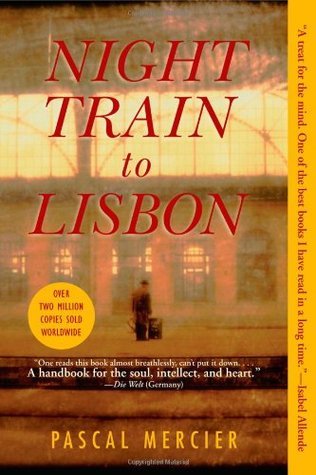 NIGHT
TRAIN
to
LISBON
OVER
TWO MILLION
COPIES SOLD
WORLDWIDE
"One reads this book almost breathlessly, can't put it down. . . .
A handbook for the soul, intellect, and heart."
—Die Welt (Germany)
PASCAL MERCIER
"A treat for the mind. One of the best books I have read in a long time."—Isabel Allende